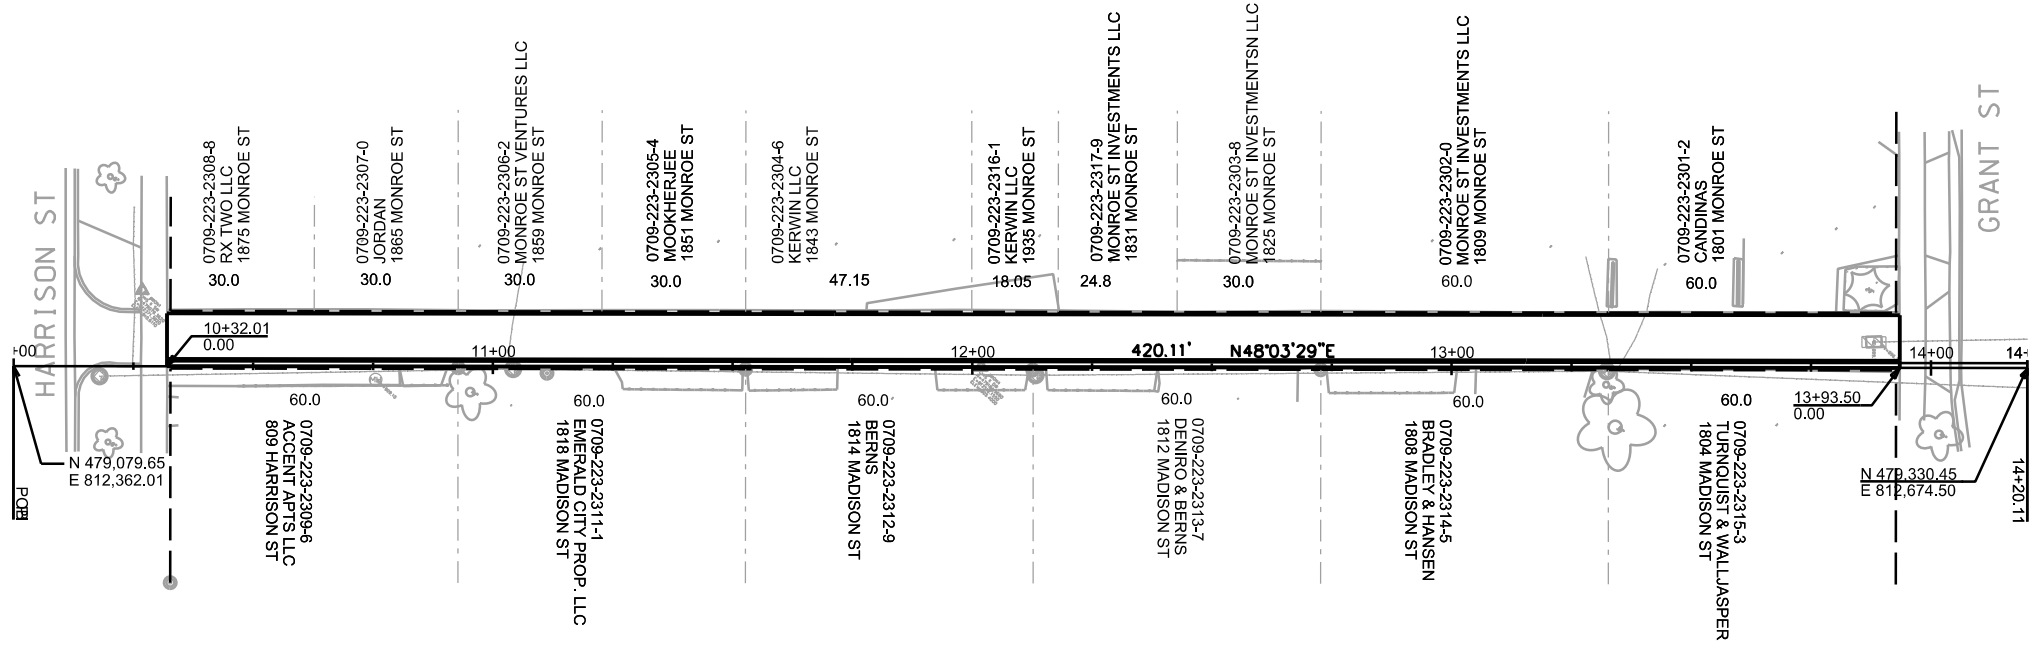 HARRISON ST
GRANT ST
0709-223-2308-8
RX TWO LLC
1875 MONROE ST
30.0
0709-223-2307-0
JORDAN
1865 MONROE ST
30.0
0709-223-2306-2
MONROE ST VENTURES LLC
1859 MONROE ST
30.0
0709-223-2305-4
MOOKHERJEE
1851 MONROE ST
30.0
0709-223-2304-6
KERWIN LLC
1843 MONROE ST
47.15
0709-223-2316-1
KERWIN LLC
1935 MONROE ST
18.05
0709-223-2317-9
MONROE ST INVESTMENTS LLC
1831 MONROE ST
24.8
0709-223-2303-8
MONROE ST INVESTMENTSN LLC
1825 MONROE ST
30.0
0709-223-2302-0
MONROE ST INVESTMENTS LLC
1809 MONROE ST
60.0
0709-223-2301-2
CANDINAS
1801 MONROE ST
60.0
+00
10+32.01
0.00
11+00
12+00
420.11' N48°03'29"E
13+00
14+00
13+93.50
0.00
N 479,079.65
E 812,362.01
N 479,330.45
E 812,674.50
14+20.11
60.0
0709-223-2309-6
ACCENT APTS LLC
809 HARRISON ST
60.0
0709-223-2311-1
EMERALD CITY PROP. LLC
1818 MADISON ST
60.0
0709-223-2312-9
BERNS
1814 MADISON ST
60.0
0709-223-2313-7
DENIRO & BERNS
1812 MADISON ST
60.0
0709-223-2314-5
BRADLEY & HANSEN
1808 MADISON ST
60.0
0709-223-2315-3
TURNQUIST & WALLJASPER
1804 MADISON ST